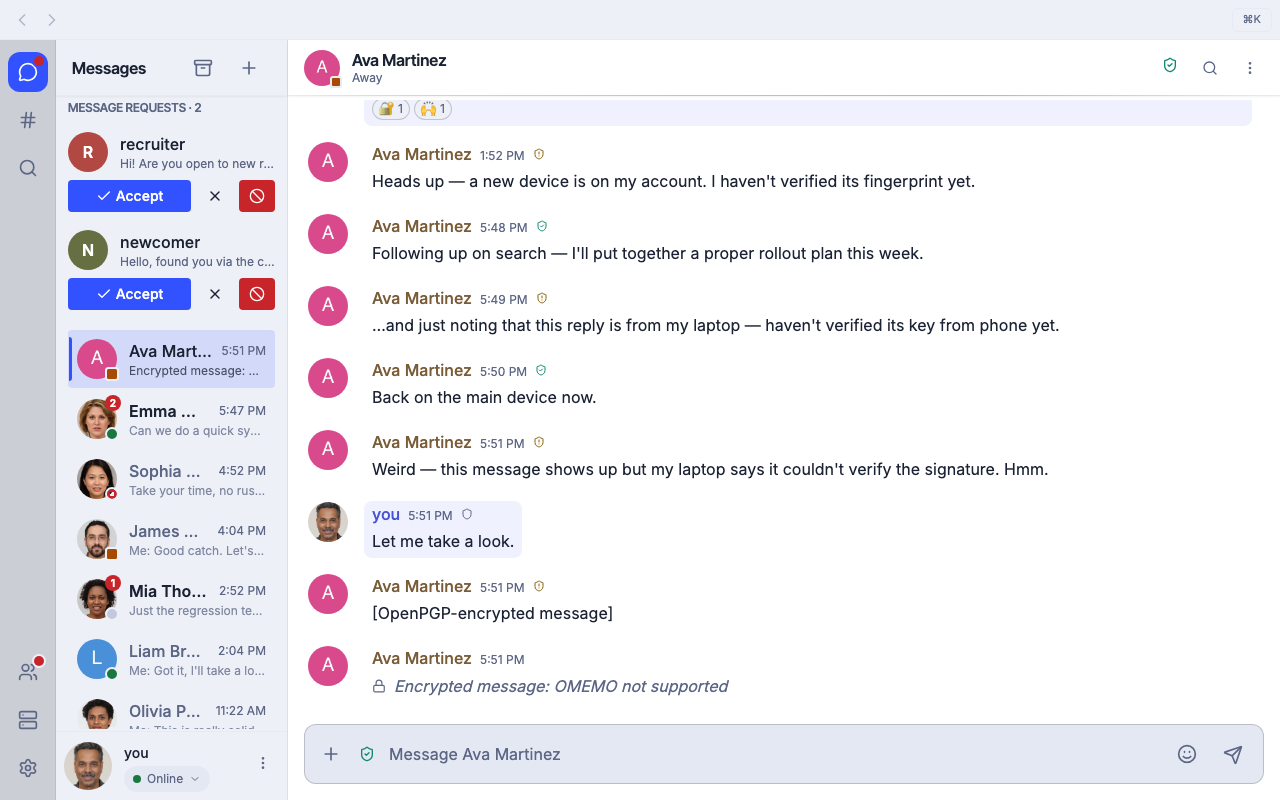 ⌘K
Messages
MESSAGE REQUESTS · 2
R
recruiter
Hi! Are you open to new r...
Accept
N
newcomer
Hello, found you via the c...
Accept
A
Ava Mart...
5:51 PM
Encrypted message: ...
2
Emma ...
5:47 PM
Can we do a quick sy...
Sophia ...
4:52 PM
Take your time, no rus...
James ...
4:04 PM
Me: Good catch. Let's...
1
Mia Tho...
2:52 PM
Just the regression te...
L
Liam Br...
2:04 PM
Me: Got it, I'll take a lo...
Olivia P...
11:22 AM
you
Online
A
Ava Martinez
Away
1
1
A
Ava Martinez 1:52 PM
Heads up — a new device is on my account. I haven't verified its fingerprint yet.
A
Ava Martinez 5:48 PM
Following up on search — I'll put together a proper rollout plan this week.
A
Ava Martinez 5:49 PM
...and just noting that this reply is from my laptop — haven't verified its key from phone yet.
A
Ava Martinez 5:50 PM
Back on the main device now.
A
Ava Martinez 5:51 PM
Weird — this message shows up but my laptop says it couldn't verify the signature. Hmm.
you 5:51 PM
Let me take a look.
A
Ava Martinez 5:51 PM
[OpenPGP-encrypted message]
A
Ava Martinez 5:51 PM
Encrypted message: OMEMO not supported
Message Ava Martinez